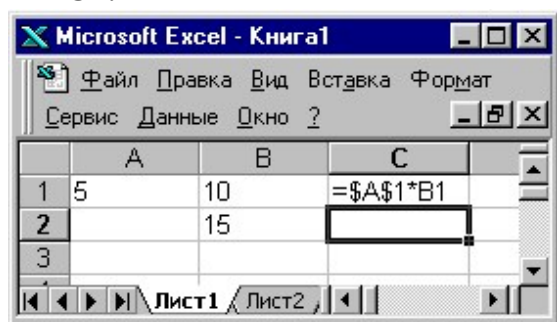 Microsoft Excel - Книга1
Файл Правка Вид Вставка Формат
Сервис Данные Окно ?
A B C
1 5 10 =$A$1*B1
2 15
3
Лист1 Лист2